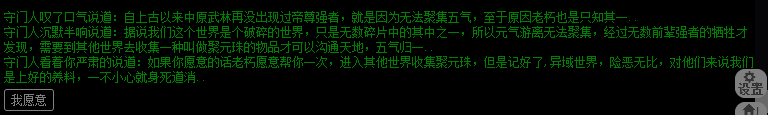 守门人叹了口气说道：自上古以来中原武林再没出现过帝尊强者，就是因为无法聚集五气，至于原因老朽也是只知其一..
守门人沉默半响说道：据说我们这个世界是个破碎的世界，只是无数碎片中的其中之一，所以元气游离无法聚集，经过无数前辈强者的牺牲才
发现，需要到其他世界去收集一种叫做聚元珠的物品才可以沟通天地，五气归一..
守门人看着你严肃的说道：如果你愿意的话老朽愿意帮你一次，进入其他世界收集聚元珠，但是记好了,异域世界，险恶无比，对他们来说我们
是上好的养料，一不小心就身死道消..
我愿意
设置